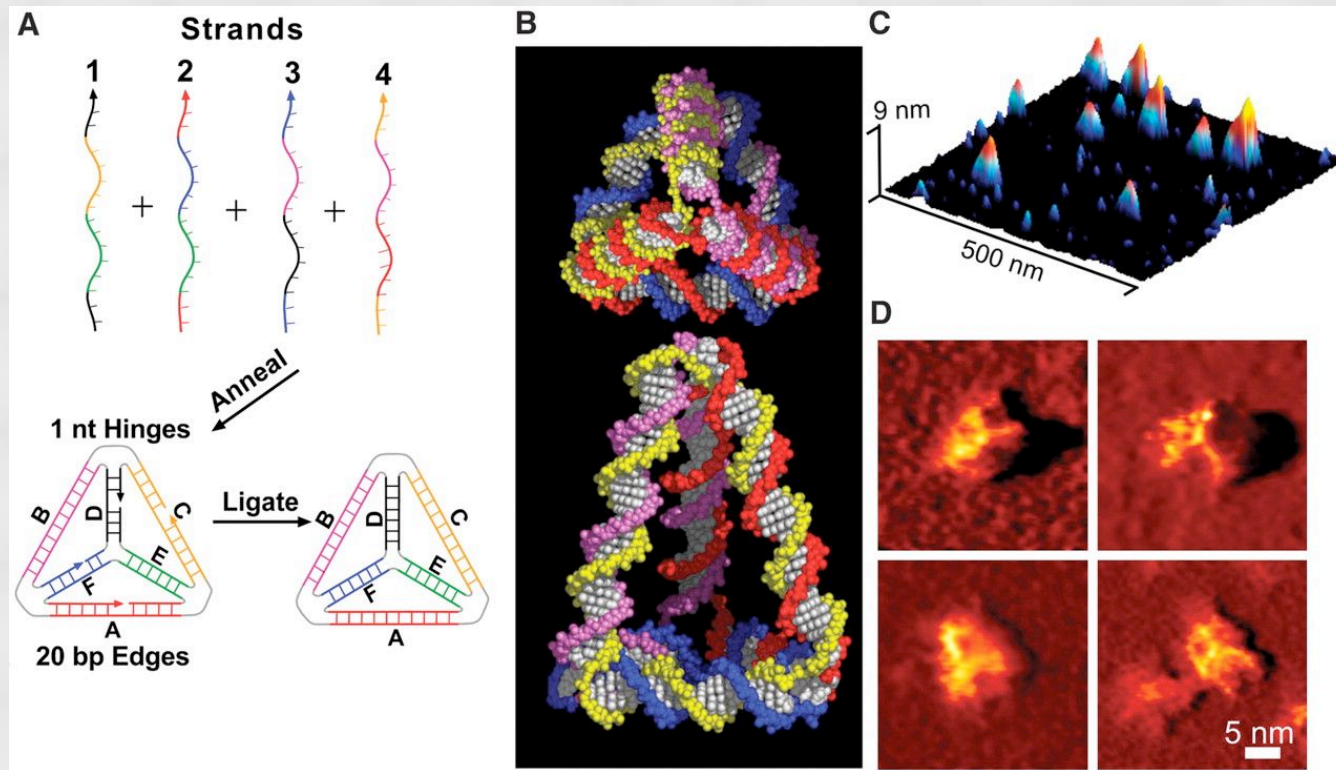 A
Strands
1 2 3 4
+ + +
Anneal
1 nt Hinges
B
D
C
F
E
A
20 bp Edges
Ligate
B
D
C
F
E
A
B
C
9 nm
500 nm
D
5 nm